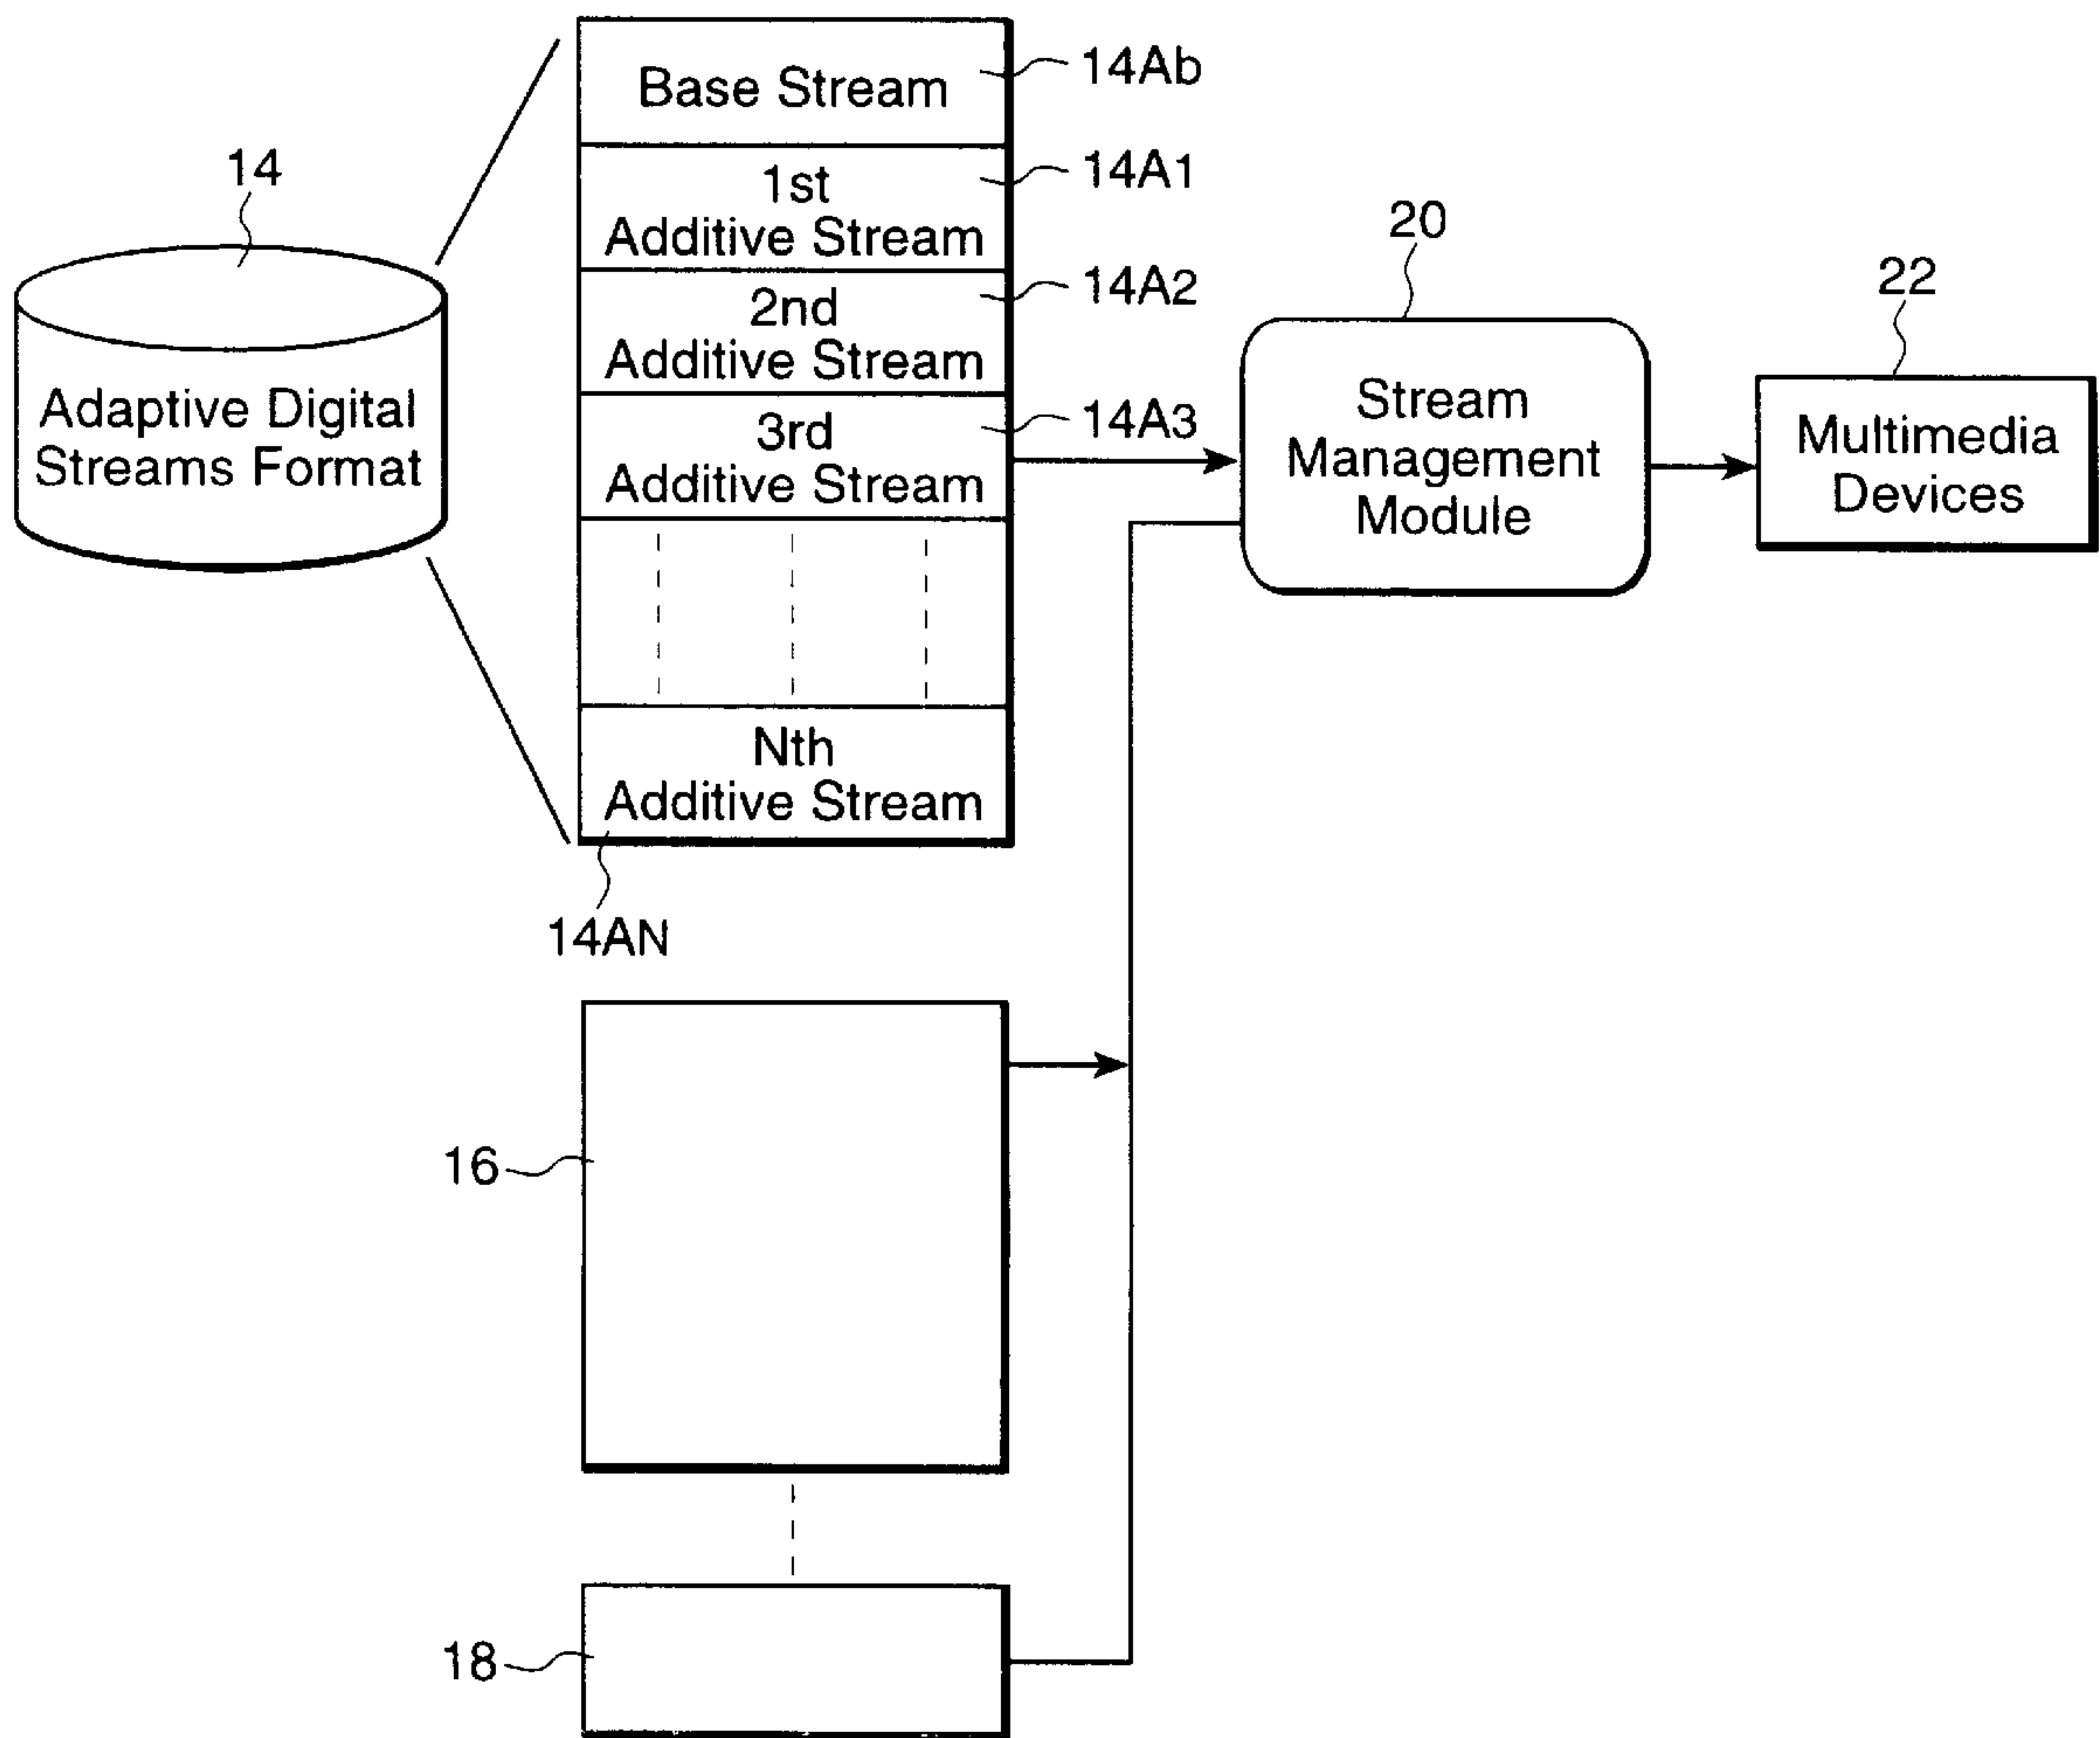 14
Adaptive Digital
Streams Format
Base Stream
14Ab
1st
Additive Stream
14A1
2nd
Additive Stream
14A2
3rd
Additive Stream
14A3
Nth
Additive Stream
14AN
20
Stream
Management
Module
22
Multimedia
Devices
16
18